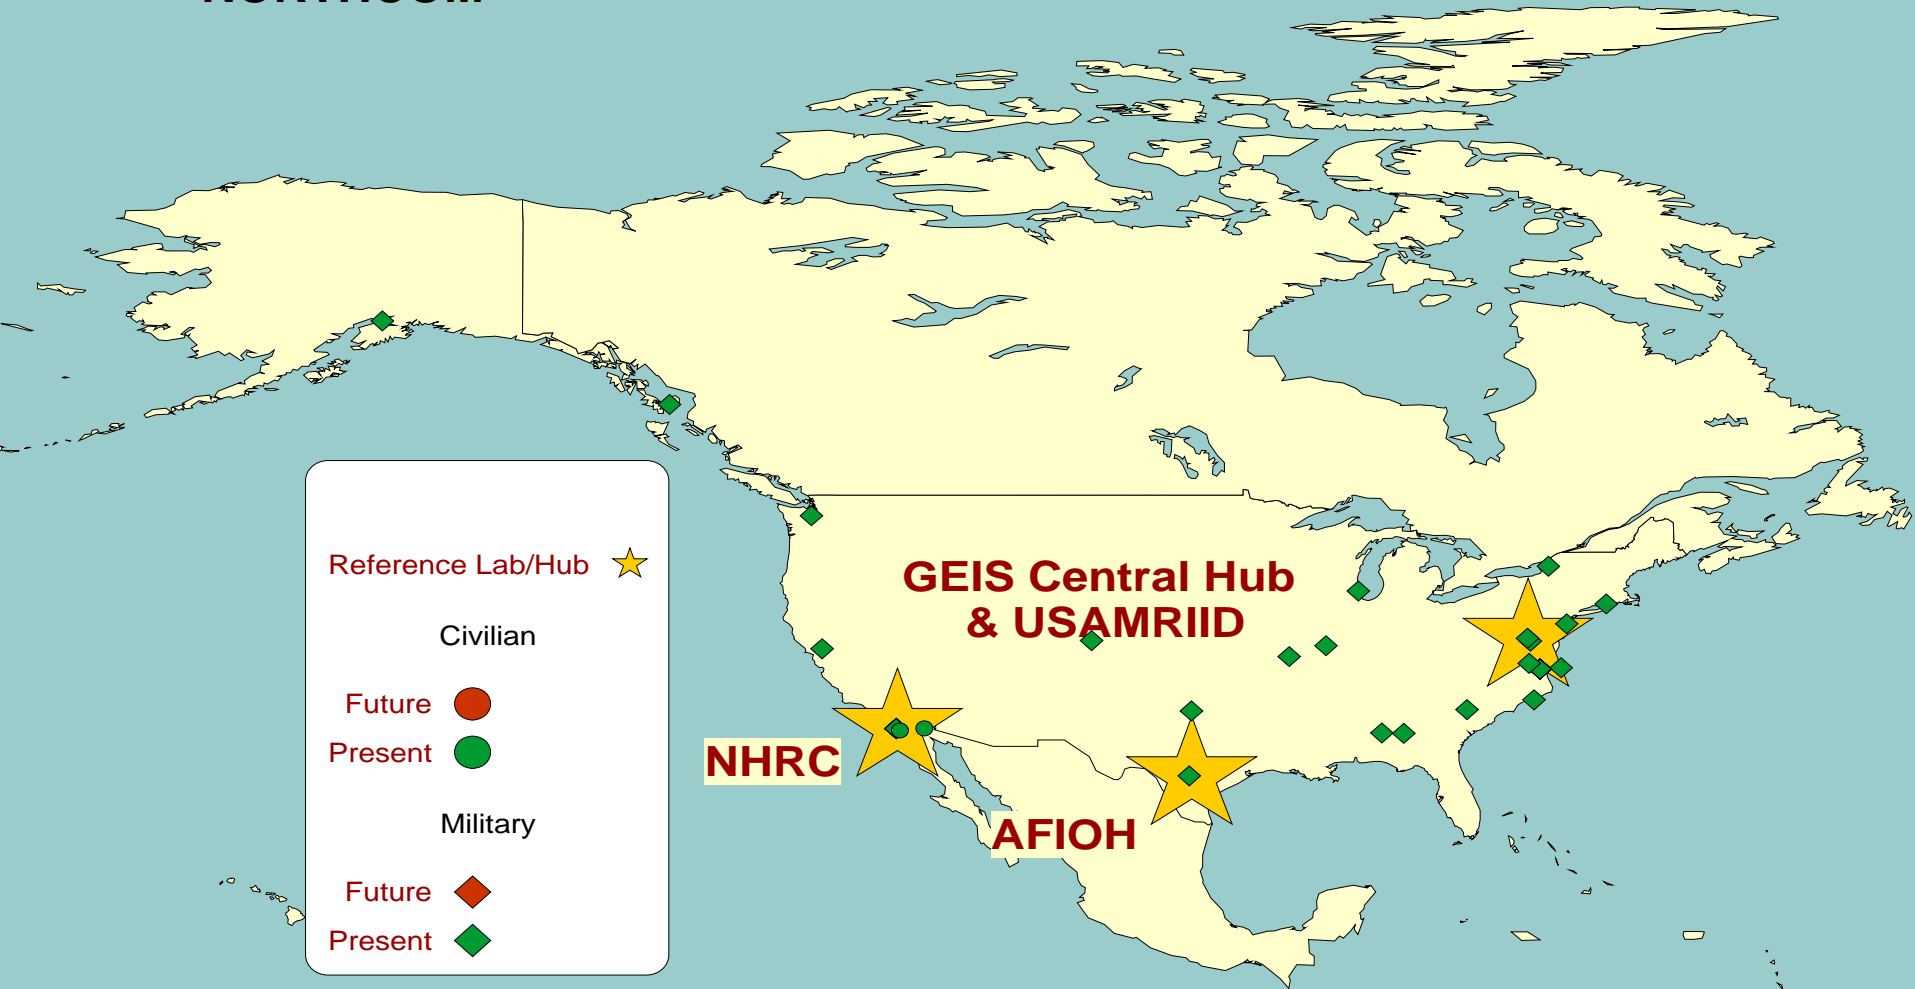 GEIS Central Hub
& USAMRIID
NHRC
AFIOH
Reference Lab/Hub
Civilian
Future
Present
Military
Future
Present